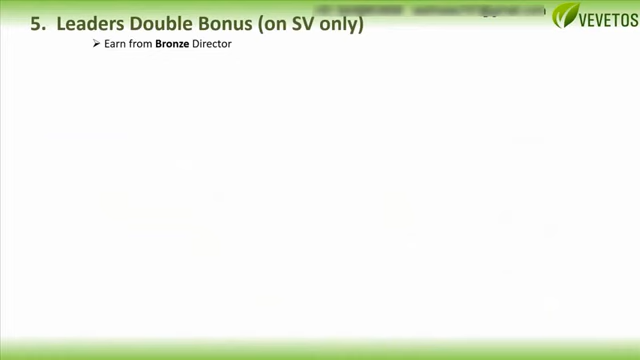 5. Leaders Double Bonus (on SV only)
VEVETOS
➢ Earn from Bronze Director